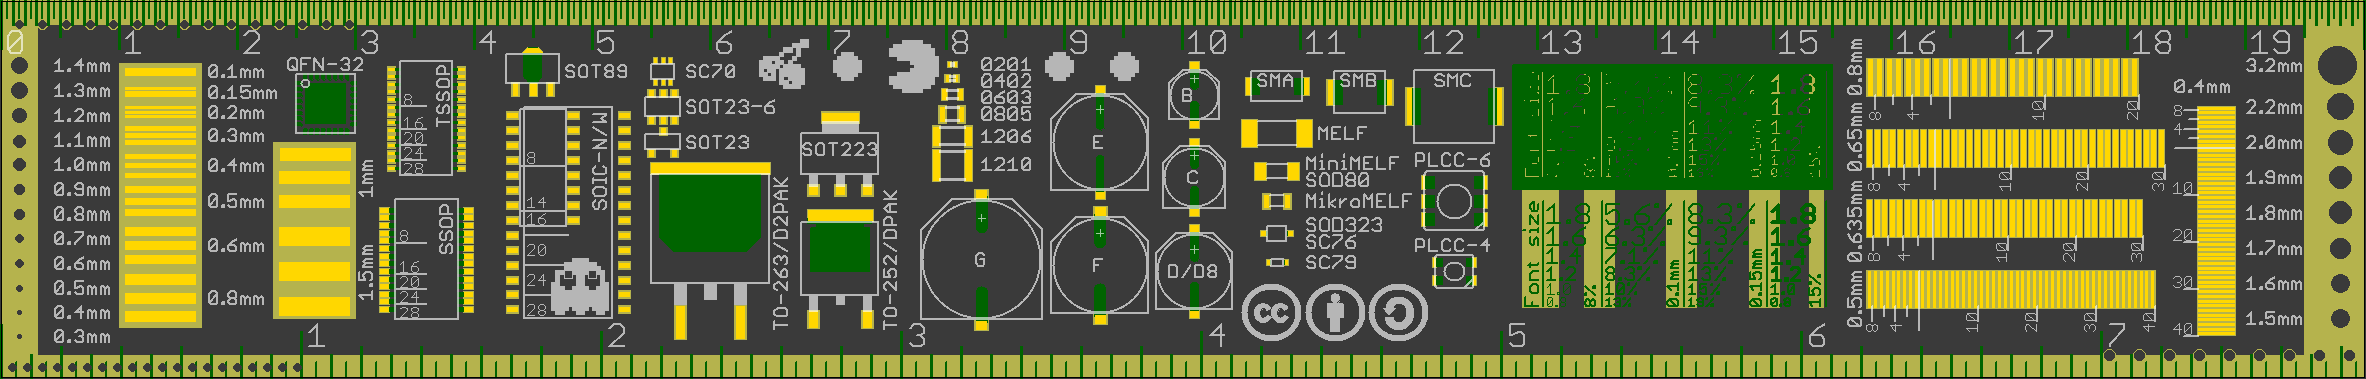 0 1 2 3 4 5 6 7 8 9 10 11 12 13 14 15 16 17 18 19
1.4mm
1.3mm
1.2mm
1.1mm
1.0mm
0.9mm
0.8mm
0.7mm
0.6mm
0.5mm
0.4mm
0.3mm
0.1mm
0.15mm
0.2mm
0.3mm
0.4mm
0.5mm
0.6mm
0.8mm
QFN-32
1mm
1.5mm
TSSOP
8
16
20
24
28
SSOP
8
16
20
24
28
SOT89
SOIC-N/W
8
14
16
20
24
28
SC70
SOT23-6
SOT23
TO-263/D2PAK
SOT223
TO-252/DPAK
0201
0402
0603
0805
1206
1210
G
E
F
B
C
D/D8
SMA
SMB
SMC
MELF
MiniMELF
SOD80
MikroMELF
SOD323
SC76
SC79
PLCC-6
PLCC-4
cc
Font size
8%
0.1mm
0.15mm
15%
0.8mm
8 4 10 20
0.65mm
8 4 10 20 30
0.635mm
8 4 10 20 30
0.5mm
8 4 10 20 30 40
0.4mm
8
4
10
20
30
40
3.2mm
2.2mm
2.0mm
1.9mm
1.8mm
1.7mm
1.6mm
1.5mm
1 2 3 4 5 6 7